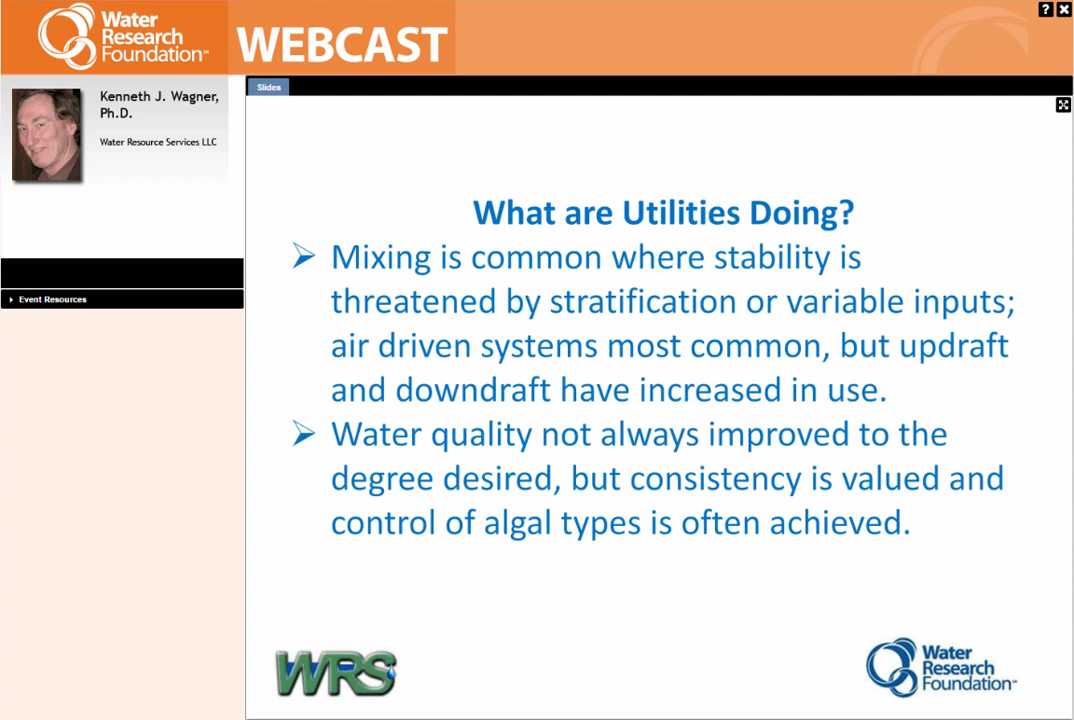 Water
Research
Foundation
WEBCAST
?
Kenneth J. Wagner,
Ph.D.
Water Resource Services LLC
Event Resources
Slides
What are Utilities Doing?
Mixing is common where stability is
threatened by stratification or variable inputs;
air driven systems most common, but updraft
and downdraft have increased in use.
Water quality not always improved to the
degree desired, but consistency is valued and
control of algal types is often achieved.
WRS
Water
Research
Foundation